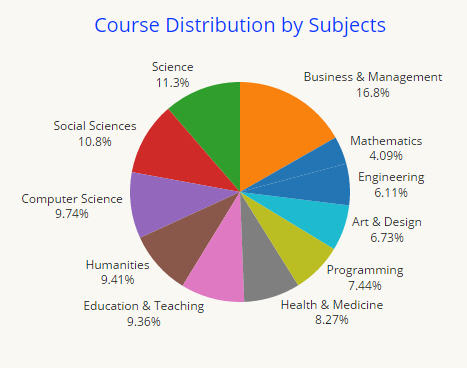 Course Distribution by Subjects
Science
11.3%
Business & Management
16.8%
Social Sciences
10.8%
Mathematics
4.09%
Engineering
6.11%
Computer Science
9.74%
Art & Design
6.73%
Humanities
9.41%
Programming
7.44%
Education & Teaching
9.36%
Health & Medicine
8.27%